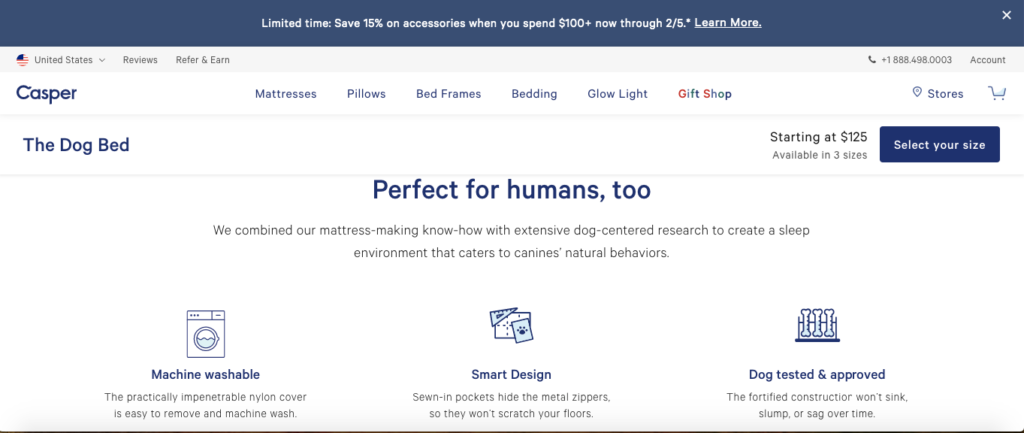 Limited time: Save 15% on accessories when you spend $100+ now through 2/5.* Learn More.
United States Reviews Refer & Earn +1 888.498.0003 Account
Casper Mattresses Pillows Bed Frames Bedding Glow Light Gift Shop Stores
The Dog Bed Starting at $125 Select your size
Available in 3 sizes
Perfect for humans, too
We combined our mattress-making know-how with extensive dog-centered research to create a sleep
environment that caters to canines’ natural behaviors.
Machine washable Smart Design Dog tested & approved
The practically impenetrable nylon cover Sewn-in pockets hide the metal zippers, The fortified constructior won’t sink,
is easy to remove and machine wash. so they won’t scratch your floors. slump, or sag over time.